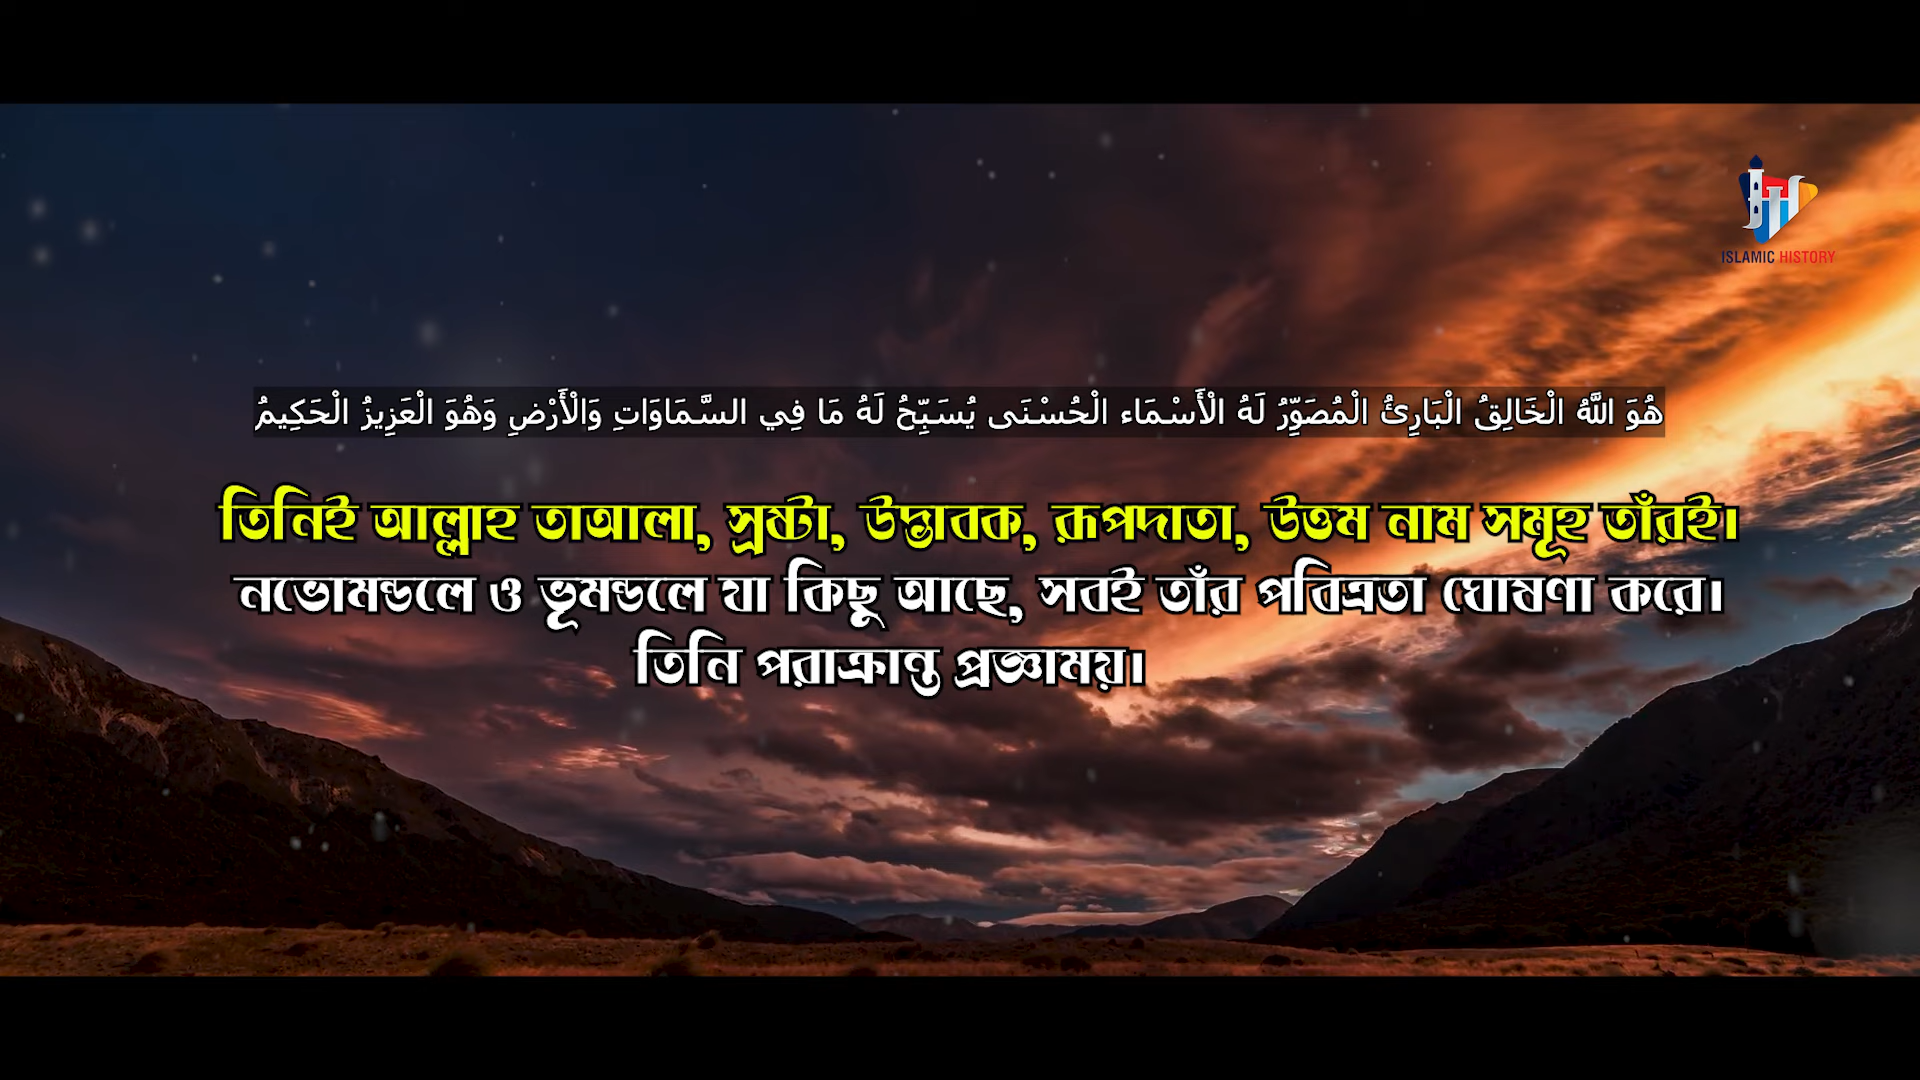 ISLAMIC HISTORY
هُوَ اللَّهُ الْخَالِقُ الْبَارِئُ الْمُصَوِّرُ لَهُ الْأَسْمَاء الْحُسْنَى يُسَبِّحُ لَهُ مَا فِي السَّمَاوَاتِ وَالْأَرْضِ وَهُوَ الْعَزِيزُ الْحَكِيمُ
তিনিই আল্লাহ তাআলা, স্রষ্টা, উদ্ভাবক, রূপদাতা, উত্তম নাম সমূহ তাঁরই।
নভোমন্ডলে ও ভূমন্ডলে যা কিছু আছে, সবই তাঁর পবিত্রতা ঘোষণা করে।
তিনি পরাক্রান্ত প্রজ্ঞাময়।